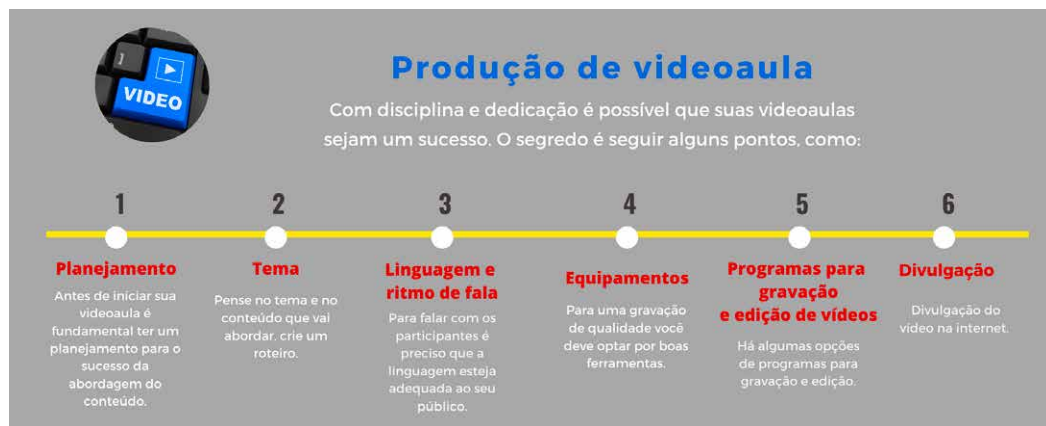 ]
VIDEO
Produção de videoaula
Com disciplina e dedicação é possível que suas videoaulas
sejam um sucesso. O segredo é seguir alguns pontos, como:
1
Planejamento
Antes de iniciar sua
videoaula é
fundamental ter um
planejamento para o
sucesso da
abordagem do
conteúdo.
2
Tema
Pense no tema e no
conteúdo que vai
abordar, crie um
roteiro.
3
Linguagem e
ritmo de fala
Para falar com os
participantes é
preciso que a
linguagem esteja
adequada ao seu
público.
4
Equipamentos
Para uma gravação
de qualidade você
deve optar por boas
ferramentas.
5
Programas para
gravação
e edição de vídeos
Há algumas opções
de programas para
gravação e edição.
6
Divulgação
Divulgação do
vídeo na internet.